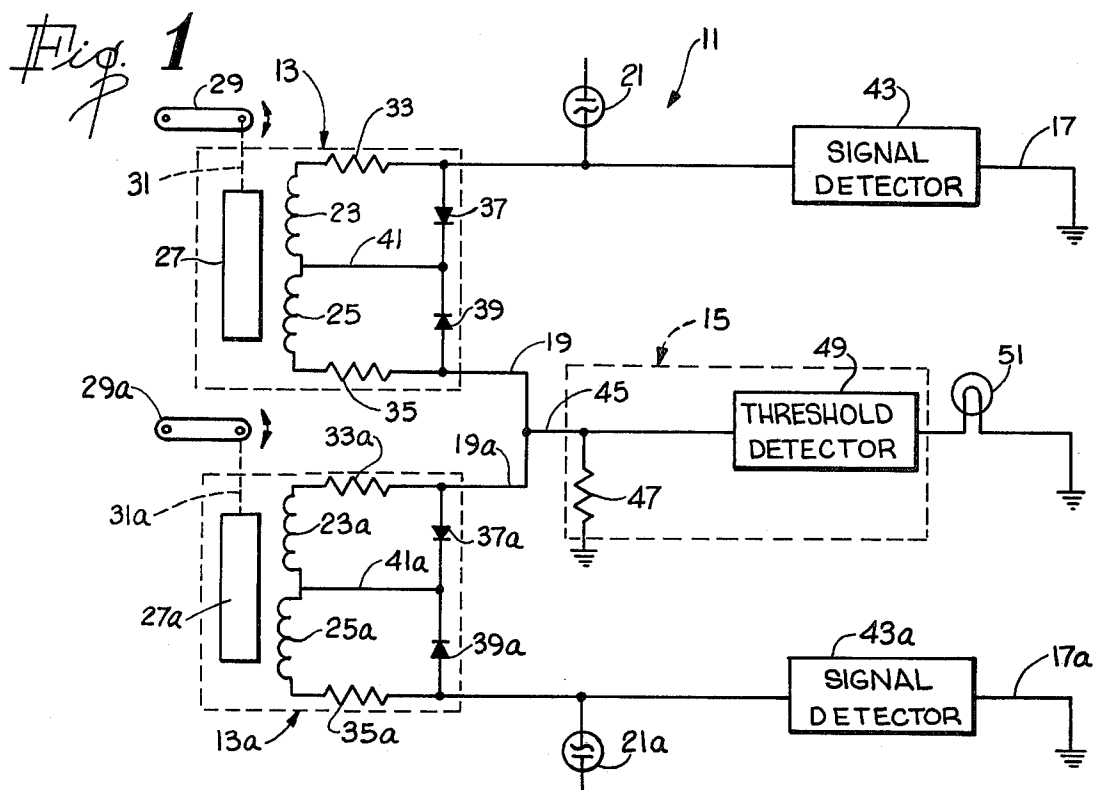 Fig. 1
11
21
43
17
SIGNAL
DETECTOR
29
13
33
31
23
37
27
41
25
39
19
15
49
51
35
45
THRESHOLD
DETECTOR
29a
33a
19a
47
31a
23a
37a
41a
27a
25a
39a
43a
17a
SIGNAL
DETECTOR
13a
35a
21a